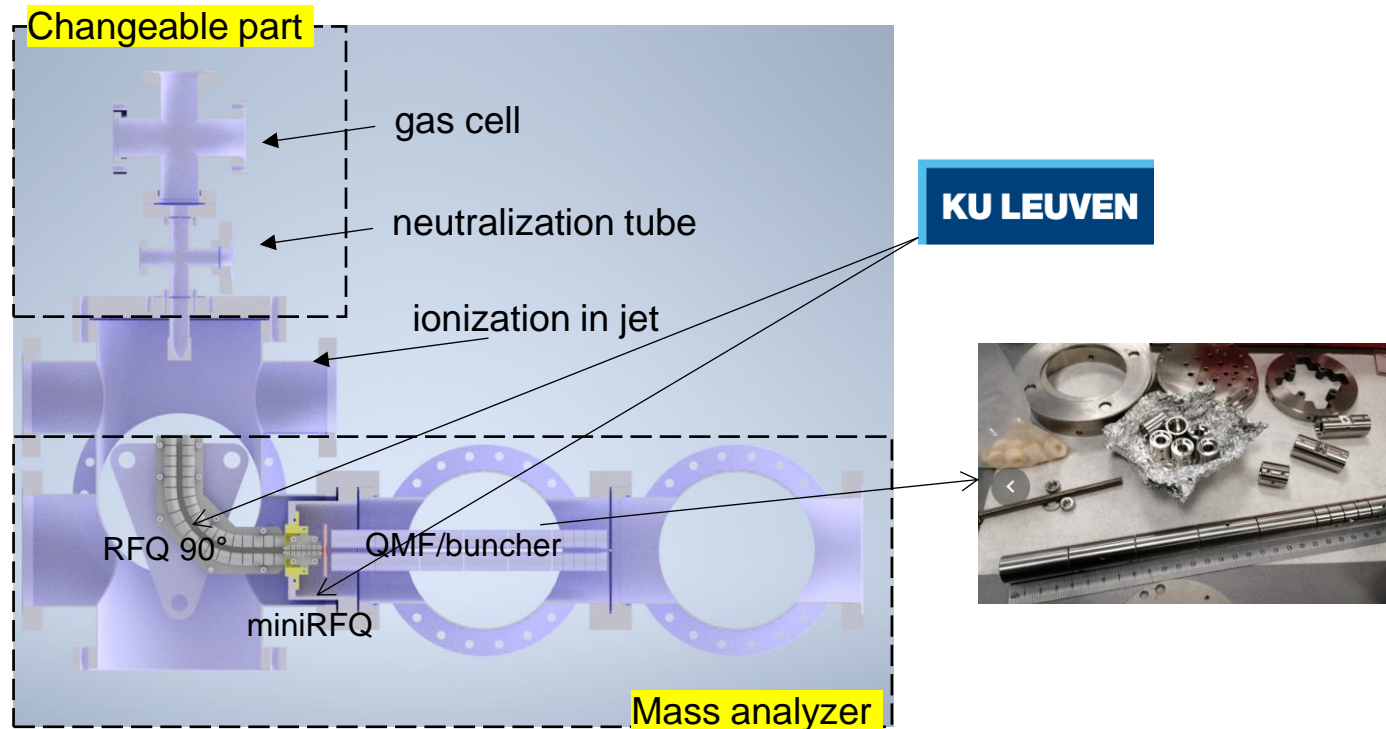 Changeable part
gas cell
neutralization tube
KU LEUVEN
ionization in jet
RFQ 90°
QMF/buncher
miniRFQ
Mass analyzer